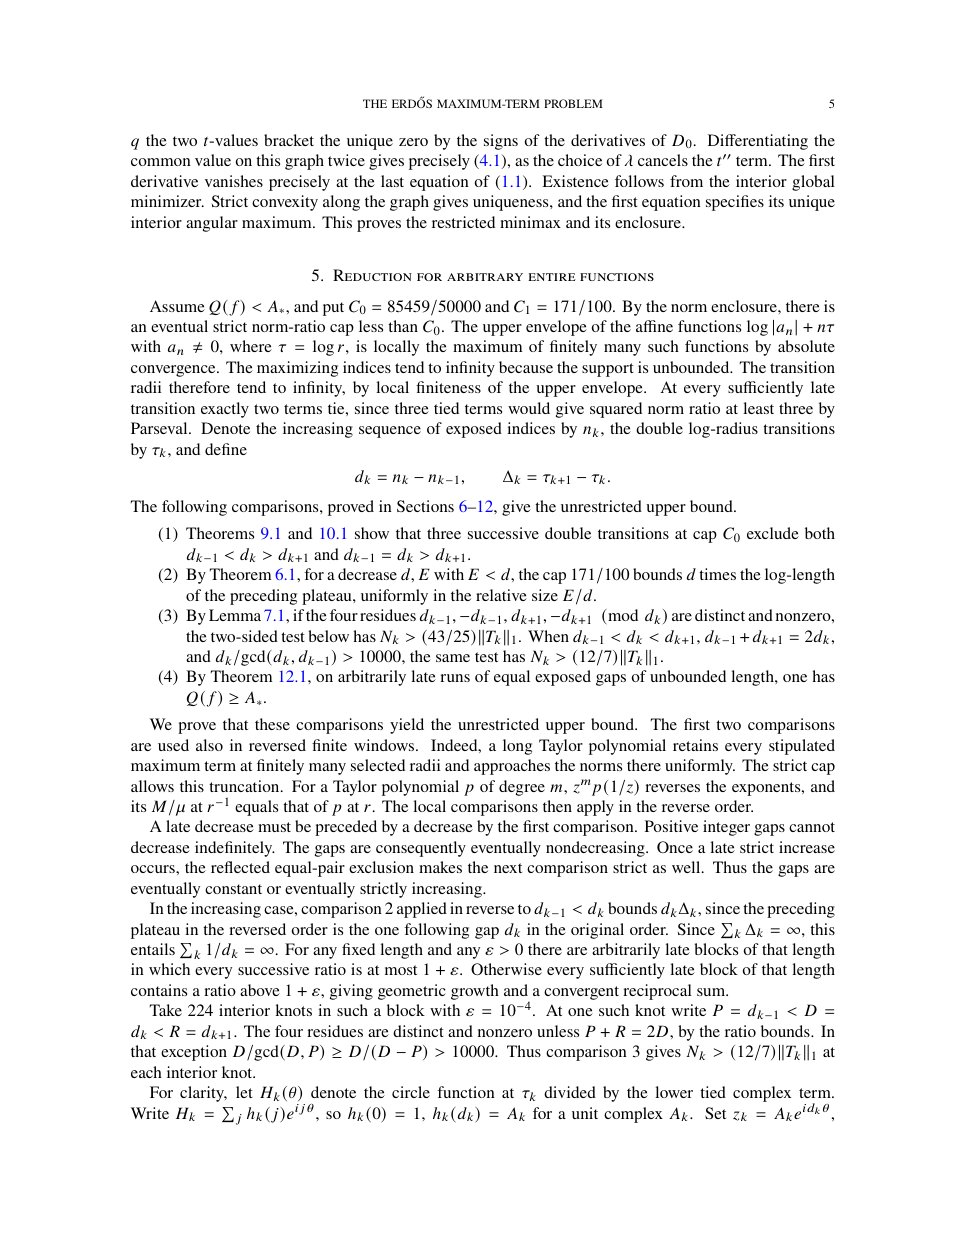 THE ERDŐS MAXIMUM-TERM PROBLEM 5
q the two t-values bracket the unique zero by the signs of the derivatives of D₀. Differentiating the
common value on this graph twice gives precisely (4.1), as the choice of λ cancels the t″ term. The first
derivative vanishes precisely at the last equation of (1.1). Existence follows from the interior global
minimizer. Strict convexity along the graph gives uniqueness, and the first equation specifies its unique
interior angular maximum. This proves the restricted minimax and its enclosure.
5. Reduction for arbitrary entire functions
Assume Q(f) < A∗, and put C₀ = 85459/50000 and C₁ = 171/100. By the norm enclosure, there is
an eventual strict norm-ratio cap less than C₀. The upper envelope of the affine functions log |aₙ| + nτ
with aₙ ≠ 0, where τ = log r, is locally the maximum of finitely many such functions by absolute
convergence. The maximizing indices tend to infinity because the support is unbounded. The transition
radii therefore tend to infinity, by local finiteness of the upper envelope. At every sufficiently late
transition exactly two terms tie, since three tied terms would give squared norm ratio at least three by
Parseval. Denote the increasing sequence of exposed indices by nₖ, the double log-radius transitions
by τₖ, and define
dₖ = nₖ − nₖ₋₁, Δₖ = τₖ₊₁ − τₖ.
The following comparisons, proved in Sections 6–12, give the unrestricted upper bound.
(1) Theorems 9.1 and 10.1 show that three successive double transitions at cap C₀ exclude both
dₖ₋₁ < dₖ > dₖ₊₁ and dₖ₋₁ = dₖ > dₖ₊₁.
(2) By Theorem 6.1, for a decrease d, E with E < d, the cap 171/100 bounds d times the log-length
of the preceding plateau, uniformly in the relative size E/d.
(3) By Lemma 7.1, if the four residues dₖ₋₁, −dₖ₋₁, dₖ₊₁, −dₖ₊₁ (mod dₖ) are distinct and nonzero,
the two-sided test below has Nₖ > (43/25)‖Tₖ‖₁. When dₖ₋₁ < dₖ < dₖ₊₁, dₖ₋₁ + dₖ₊₁ = 2dₖ,
and dₖ/gcd(dₖ, dₖ₋₁) > 10000, the same test has Nₖ > (12/7)‖Tₖ‖₁.
(4) By Theorem 12.1, on arbitrarily late runs of equal exposed gaps of unbounded length, one has
Q(f) ≥ A∗.
We prove that these comparisons yield the unrestricted upper bound. The first two comparisons
are used also in reversed finite windows. Indeed, a long Taylor polynomial retains every stipulated
maximum term at finitely many selected radii and approaches the norms there uniformly. The strict cap
allows this truncation. For a Taylor polynomial p of degree m, zᵐp(1/z) reverses the exponents, and
its M/μ at r⁻¹ equals that of p at r. The local comparisons then apply in the reverse order.
A late decrease must be preceded by a decrease by the first comparison. Positive integer gaps cannot
decrease indefinitely. The gaps are consequently eventually nondecreasing. Once a late strict increase
occurs, the reflected equal-pair exclusion makes the next comparison strict as well. Thus the gaps are
eventually constant or eventually strictly increasing.
In the increasing case, comparison 2 applied in reverse to dₖ₋₁ < dₖ bounds dₖΔₖ, since the preceding
plateau in the reversed order is the one following gap dₖ in the original order. Since ∑ₖ Δₖ = ∞, this
entails ∑ₖ 1/dₖ = ∞. For any fixed length and any ε > 0 there are arbitrarily late blocks of that length
in which every successive ratio is at most 1 + ε. Otherwise every sufficiently late block of that length
contains a ratio above 1 + ε, giving geometric growth and a convergent reciprocal sum.
Take 224 interior knots in such a block with ε = 10⁻⁴. At one such knot write P = dₖ₋₁ < D =
dₖ < R = dₖ₊₁. The four residues are distinct and nonzero unless P + R = 2D, by the ratio bounds. In
that exception D/gcd(D, P) ≥ D/(D − P) > 10000. Thus comparison 3 gives Nₖ > (12/7)‖Tₖ‖₁ at
each interior knot.
For clarity, let Hₖ(θ) denote the circle function at τₖ divided by the lower tied complex term.
Write Hₖ = ∑ⱼ hₖ(j)e^{ijθ}, so hₖ(0) = 1, hₖ(dₖ) = Aₖ for a unit complex Aₖ. Set zₖ = Aₖe^{idₖθ},